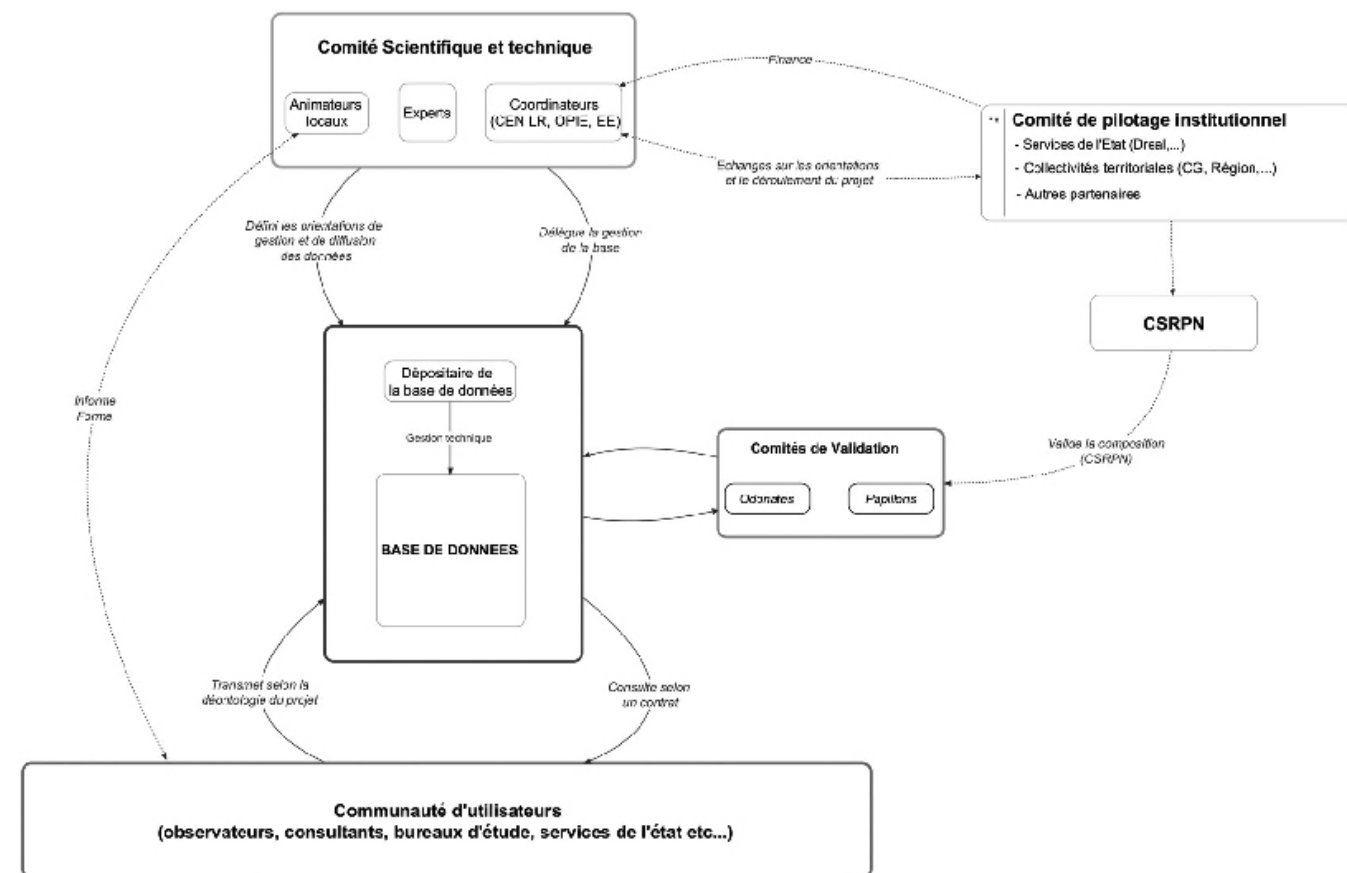 Comité Scientifique et technique
Animateurs
locaux
Experts
Coordinateurs
(CEN LR, OPIE, EE)
Finance
Comité de pilotage institutionnel
- Services de l'Etat (Dreal,...)
- Collectivités territoriales (CG, Région,...)
- Autres partenaires
Echanges sur les orientations
et le déroulement du projet
Défini les orientations de
gestion et de diffusion
des données
Délègue la gestion
de la base
CSRPN
Dépositaire de
la base de données
Gestion technique
BASE DE DONNEES
Informe
Forme
Comités de Validation
Odonates
Papillons
Valide la composition
(CSRPN)
Transmet selon la
déontologie du projet
Consulte selon
un contrat
Communauté d'utilisateurs
(observateurs, consultants, bureaux d'étude, services de l'état etc...)